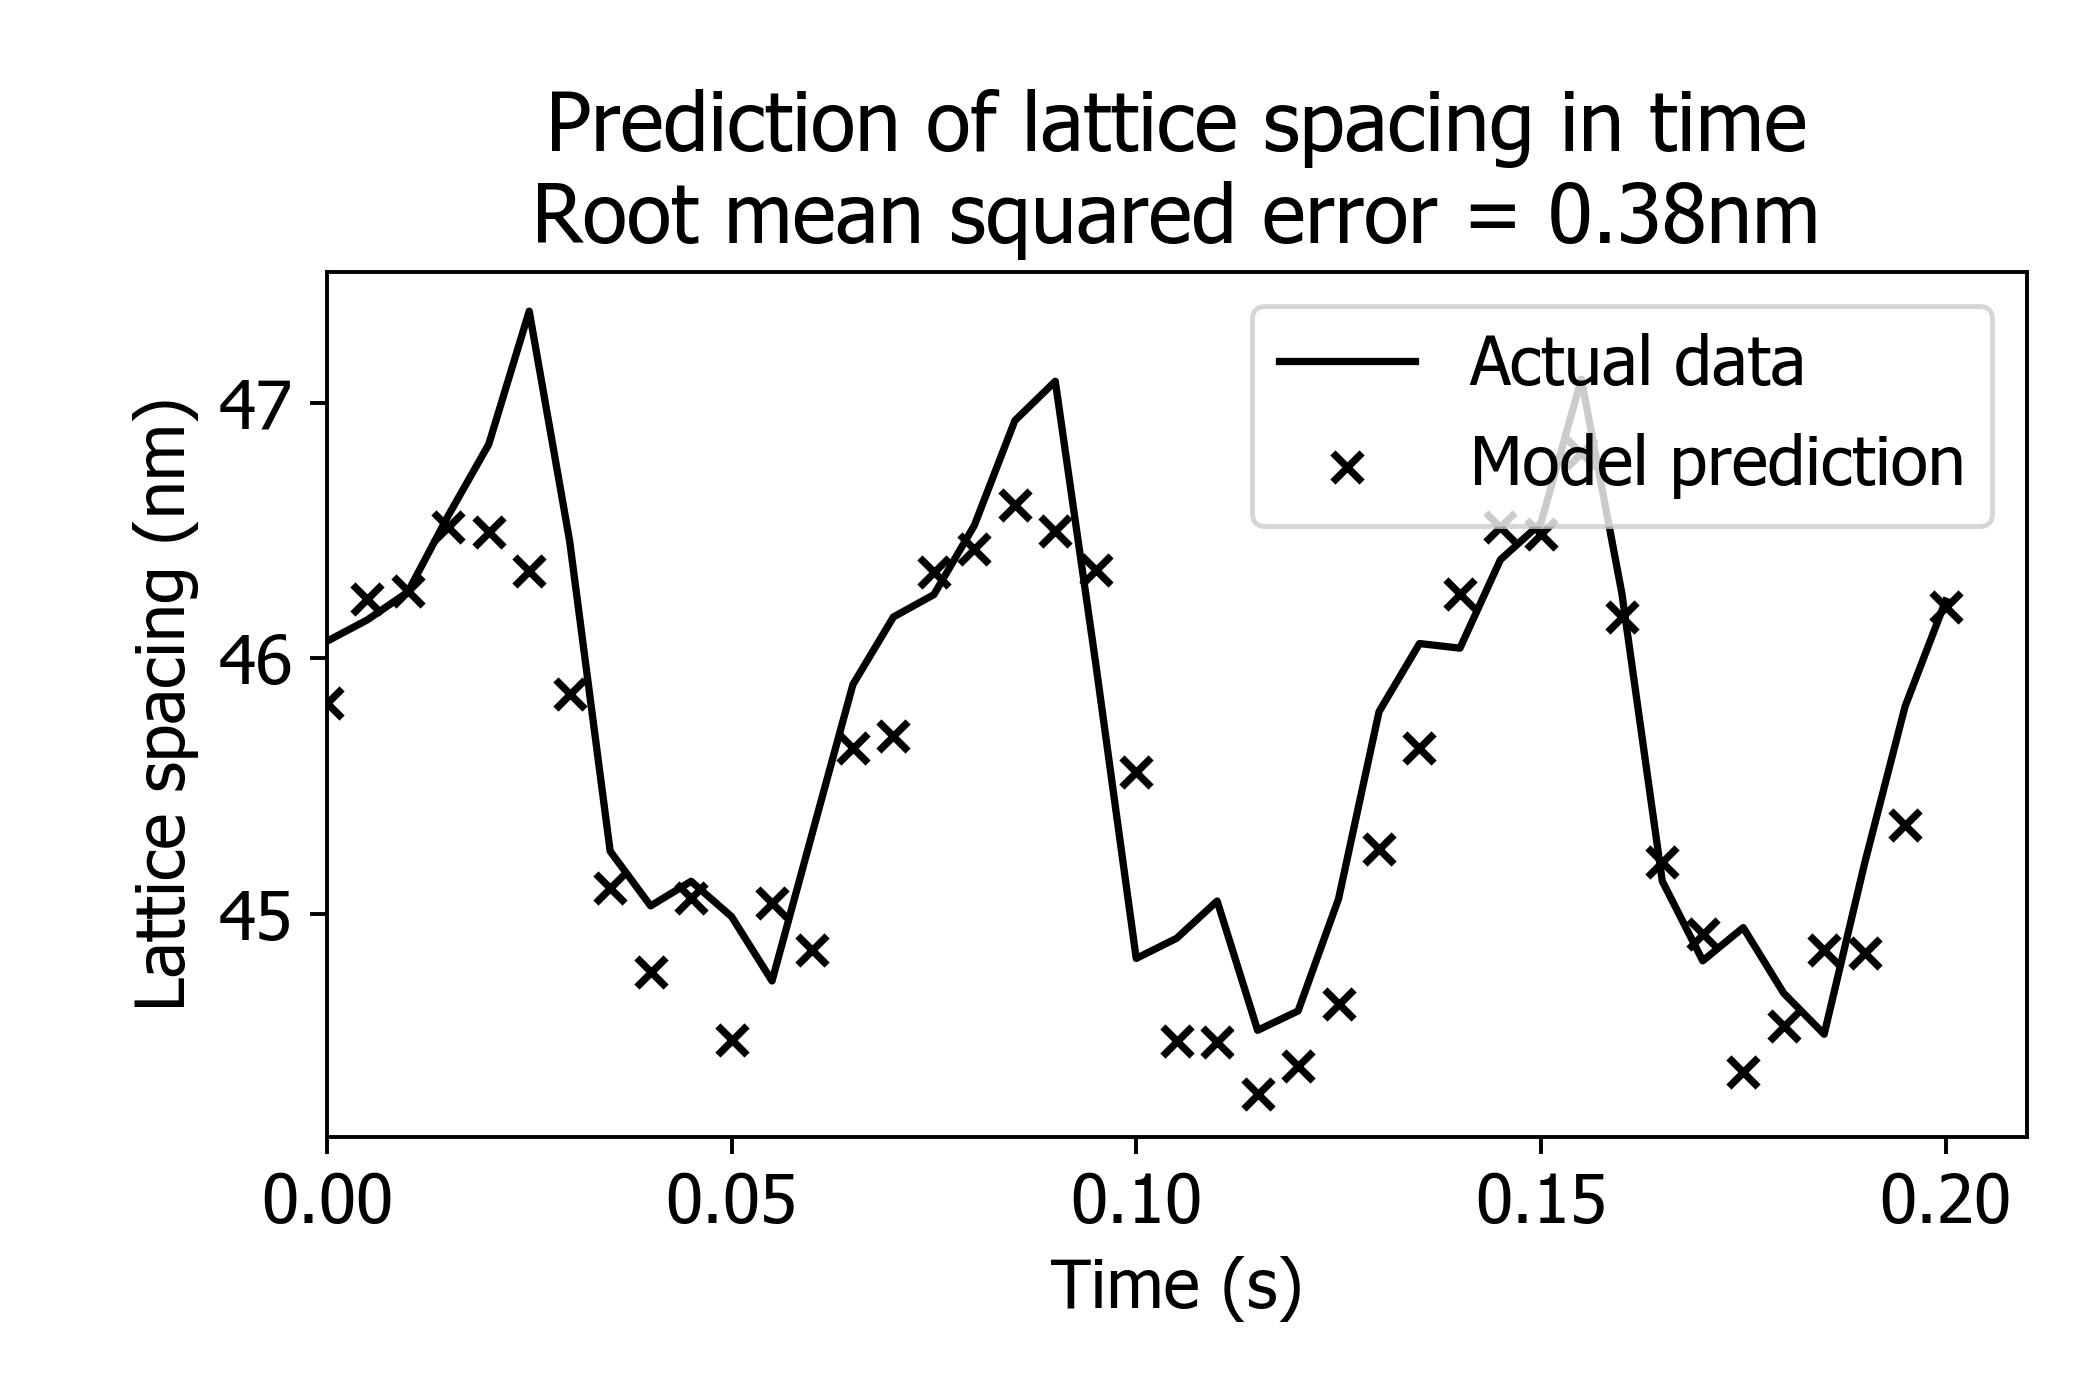 Prediction of lattice spacing in time
Root mean squared error = 0.38nm
Actual data
Model prediction
Lattice spacing (nm)
47
46
45
0.00 0.05 0.10 0.15 0.20
Time (s)